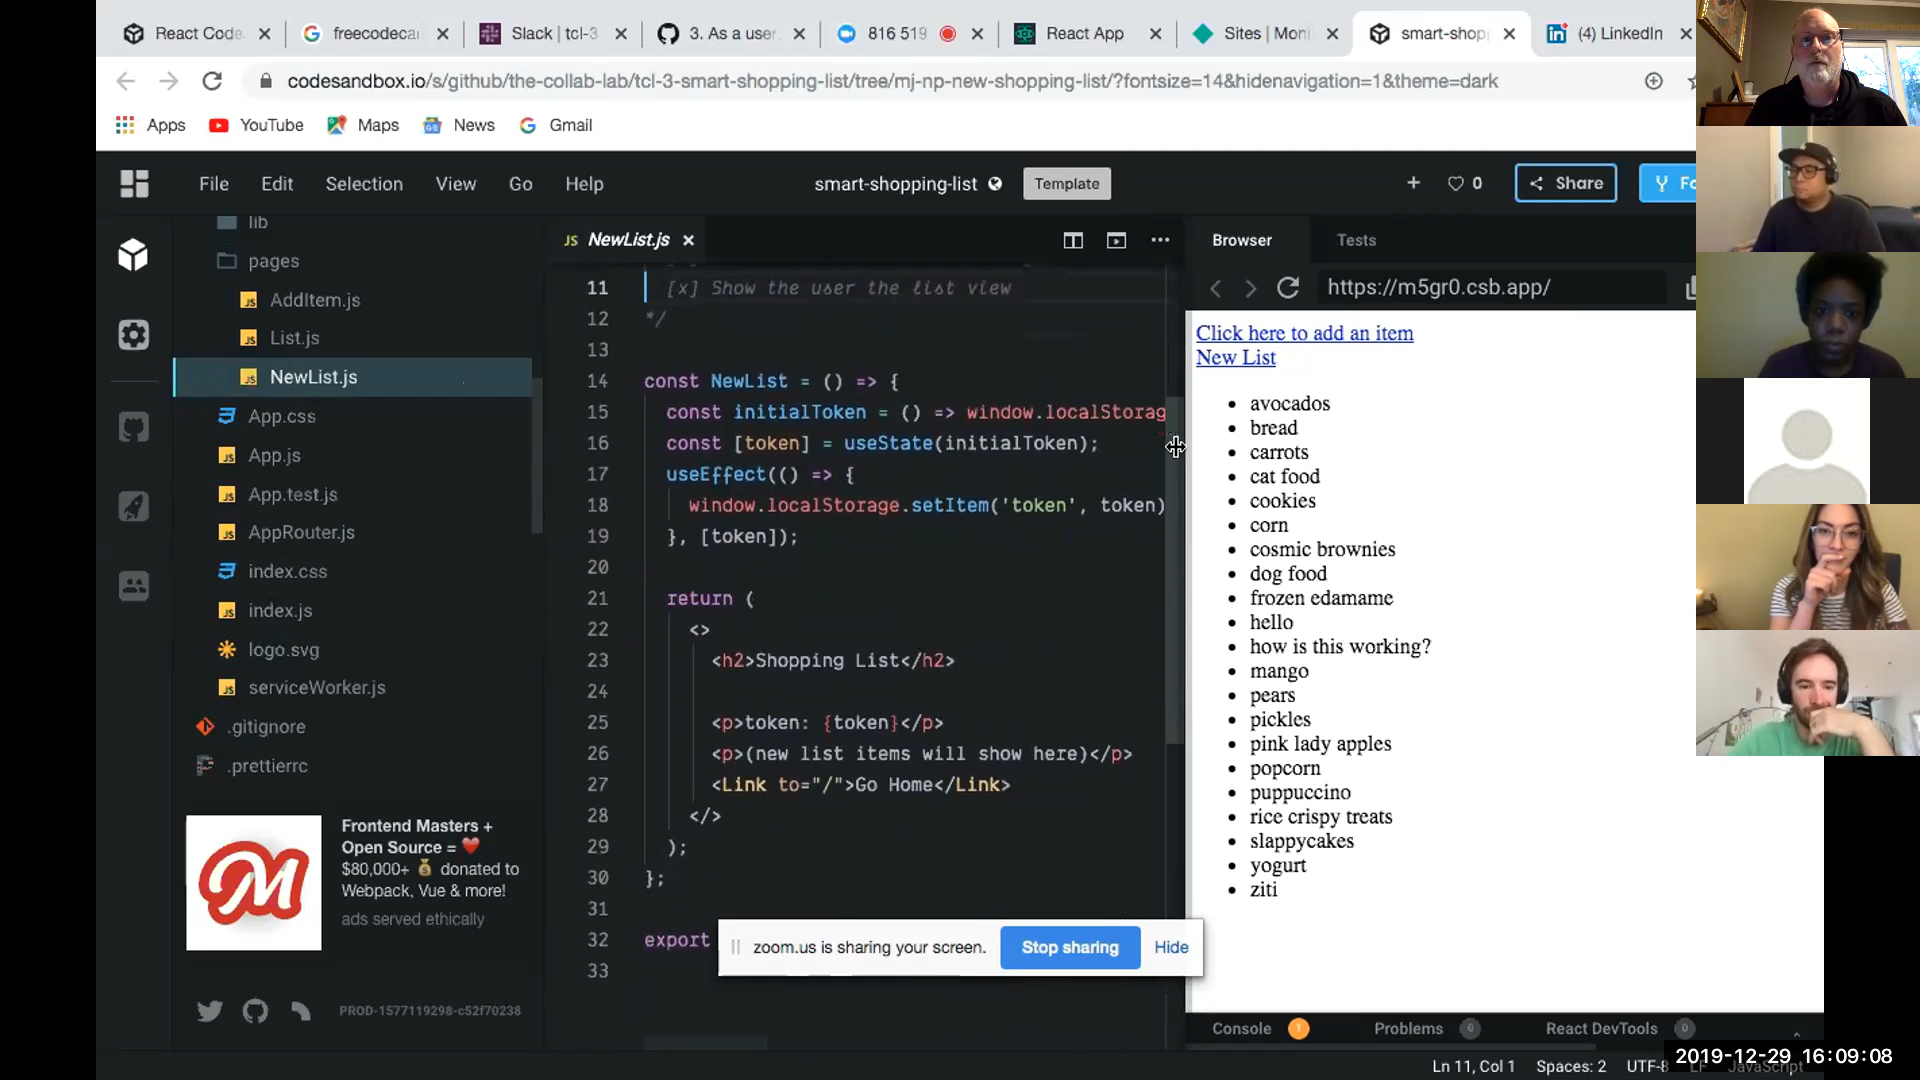 React Code
freecodecai
Slack | tcl-3
3. As a user
816 519
React App
Sites | Moni
smart-shopp
(4) LinkedIn
codesandbox.io/s/github/the-collab-lab/tcl-3-smart-shopping-list/tree/mj-np-new-shopping-list/?fontsize=14&hidenavigation=1&theme=dark
Apps
YouTube
Maps
News
Gmail
File Edit Selection View Go Help
smart-shopping-list
Template
+
0
Share
Fo
lib
pages
AddItem.js
List.js
NewList.js
App.css
App.js
App.test.js
AppRouter.js
index.css
index.js
logo.svg
serviceWorker.js
.gitignore
.prettierrc
Frontend Masters +
Open Source = ❤️
$80,000+ 💰 donated to
Webpack, Vue & more!
ads served ethically
PROD-1577119298-c52f70238
JS NewList.js
11 [x] Show the user the list view
12 */
13
14 const NewList = () => {
15 const initialToken = () => window.localStorag
16 const [token] = useState(initialToken);
17 useEffect(() => {
18 window.localStorage.setItem('token', token)
19 }, [token]);
20
21 return (
22 <>
23 <h2>Shopping List</h2>
24
25 <p>token: {token}</p>
26 <p>(new list items will show here)</p>
27 <Link to="/">Go Home</Link>
28 </>
29 );
30 };
31
32 export
33
zoom.us is sharing your screen.
Stop sharing
Hide
Browser
Tests
https://m5gr0.csb.app/
Click here to add an item
New List
• avocados
• bread
• carrots
• cat food
• cookies
• corn
• cosmic brownies
• dog food
• frozen edamame
• hello
• how is this working?
• mango
• pears
• pickles
• pink lady apples
• popcorn
• puppuccino
• rice crispy treats
• slappycakes
• yogurt
• ziti
Console 1
Problems 0
React DevTools 0
Ln 11, Col 1
Spaces: 2
UTF-8
LF
JavaScript
2019-12-29 16:09:08